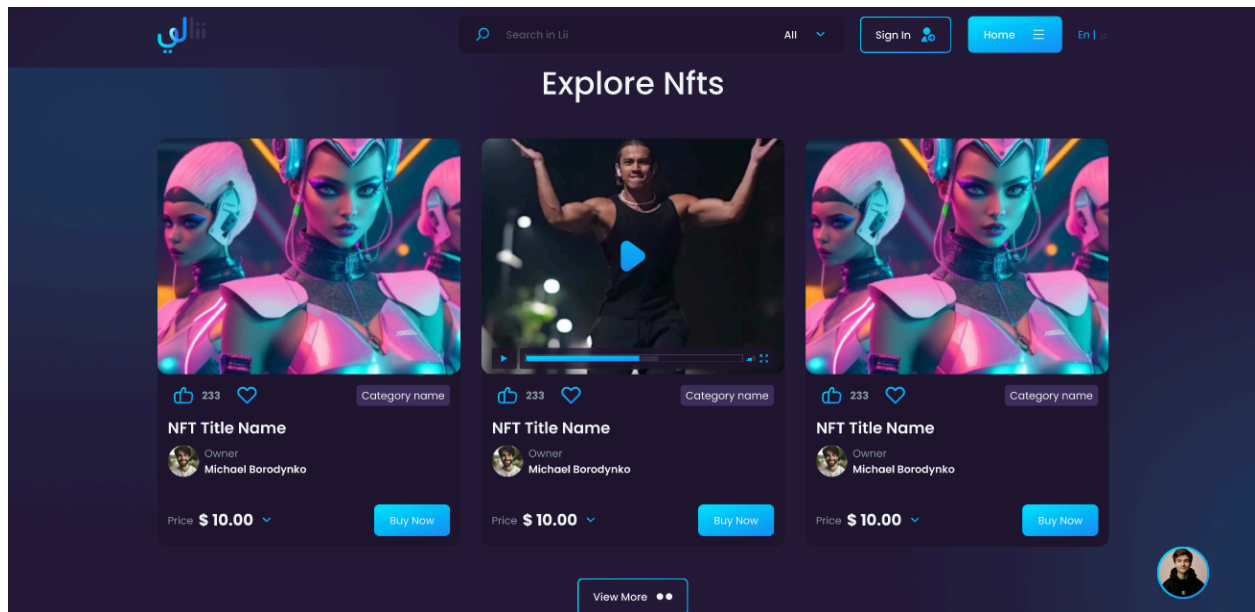 لالي lii
Search in Lii All Sign In Home En |
Explore Nfts
233 Category name 233 Category name 233 Category name
NFT Title Name NFT Title Name NFT Title Name
Owner Owner Owner
Michael Borodynko Michael Borodynko Michael Borodynko
Price $ 10.00 Buy Now Price $ 10.00 Buy Now Price $ 10.00 Buy Now
View More